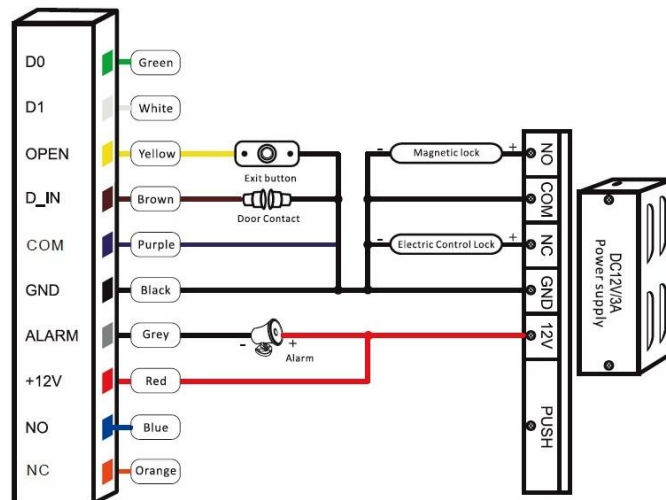 D0 Green
D1 White
OPEN Yellow
Exit button
D_IN Brown
Door Contact
COM Purple
GND Black
ALARM Grey
- +
Alarm
+12V Red
NO Blue
NC Orange
- Magnetic lock +
- Electric Control Lock +
NO
COM
NC
GND
12V
PUSH
DC12V/3A
Power supply